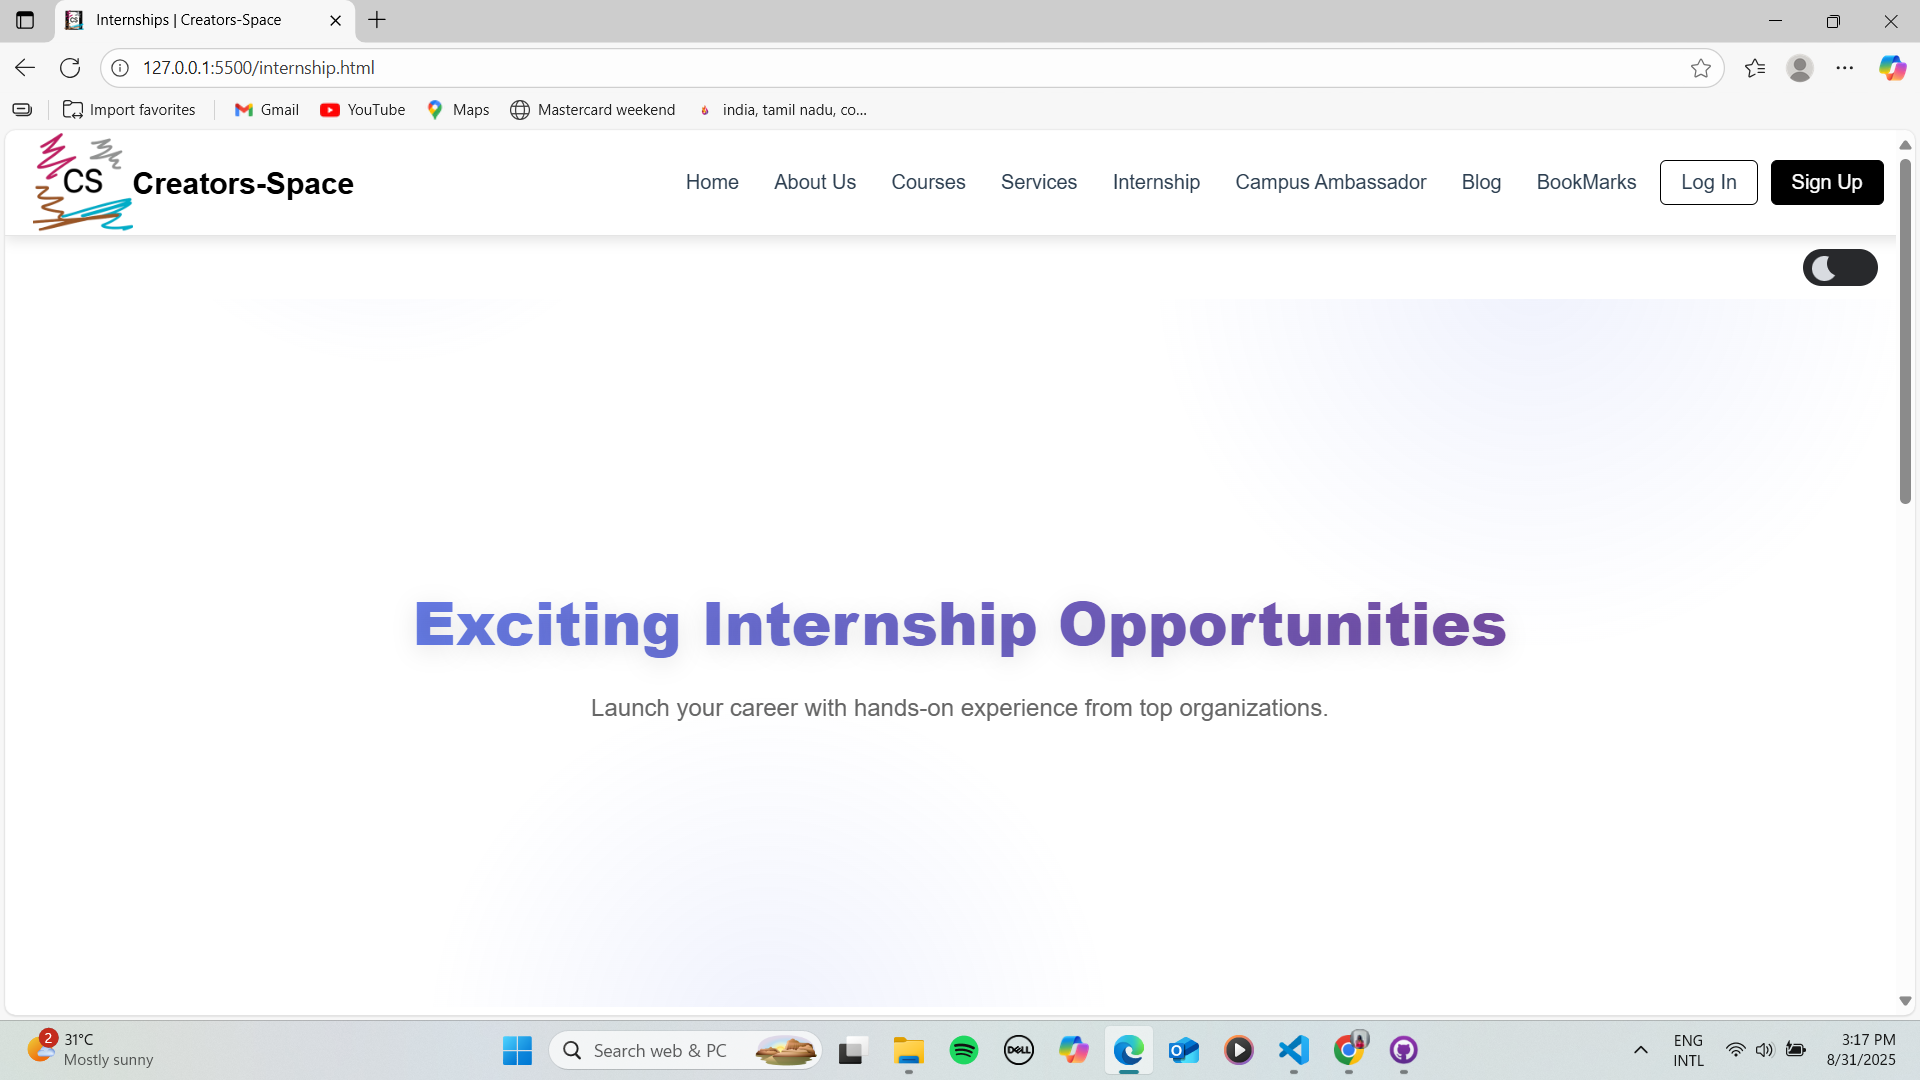 Internships | Creators-Space
127.0.0.1:5500/internship.html
Import favorites
Gmail
YouTube
Maps
Mastercard weekend
india, tamil nadu, co...
CS
Creators-Space
Home
About Us
Courses
Services
Internship
Campus Ambassador
Blog
BookMarks
Log In
Sign Up
Exciting Internship Opportunities
Launch your career with hands-on experience from top organizations.
2
31°C
Mostly sunny
Search web & PC
DELL
ENG
INTL
3:17 PM
8/31/2025